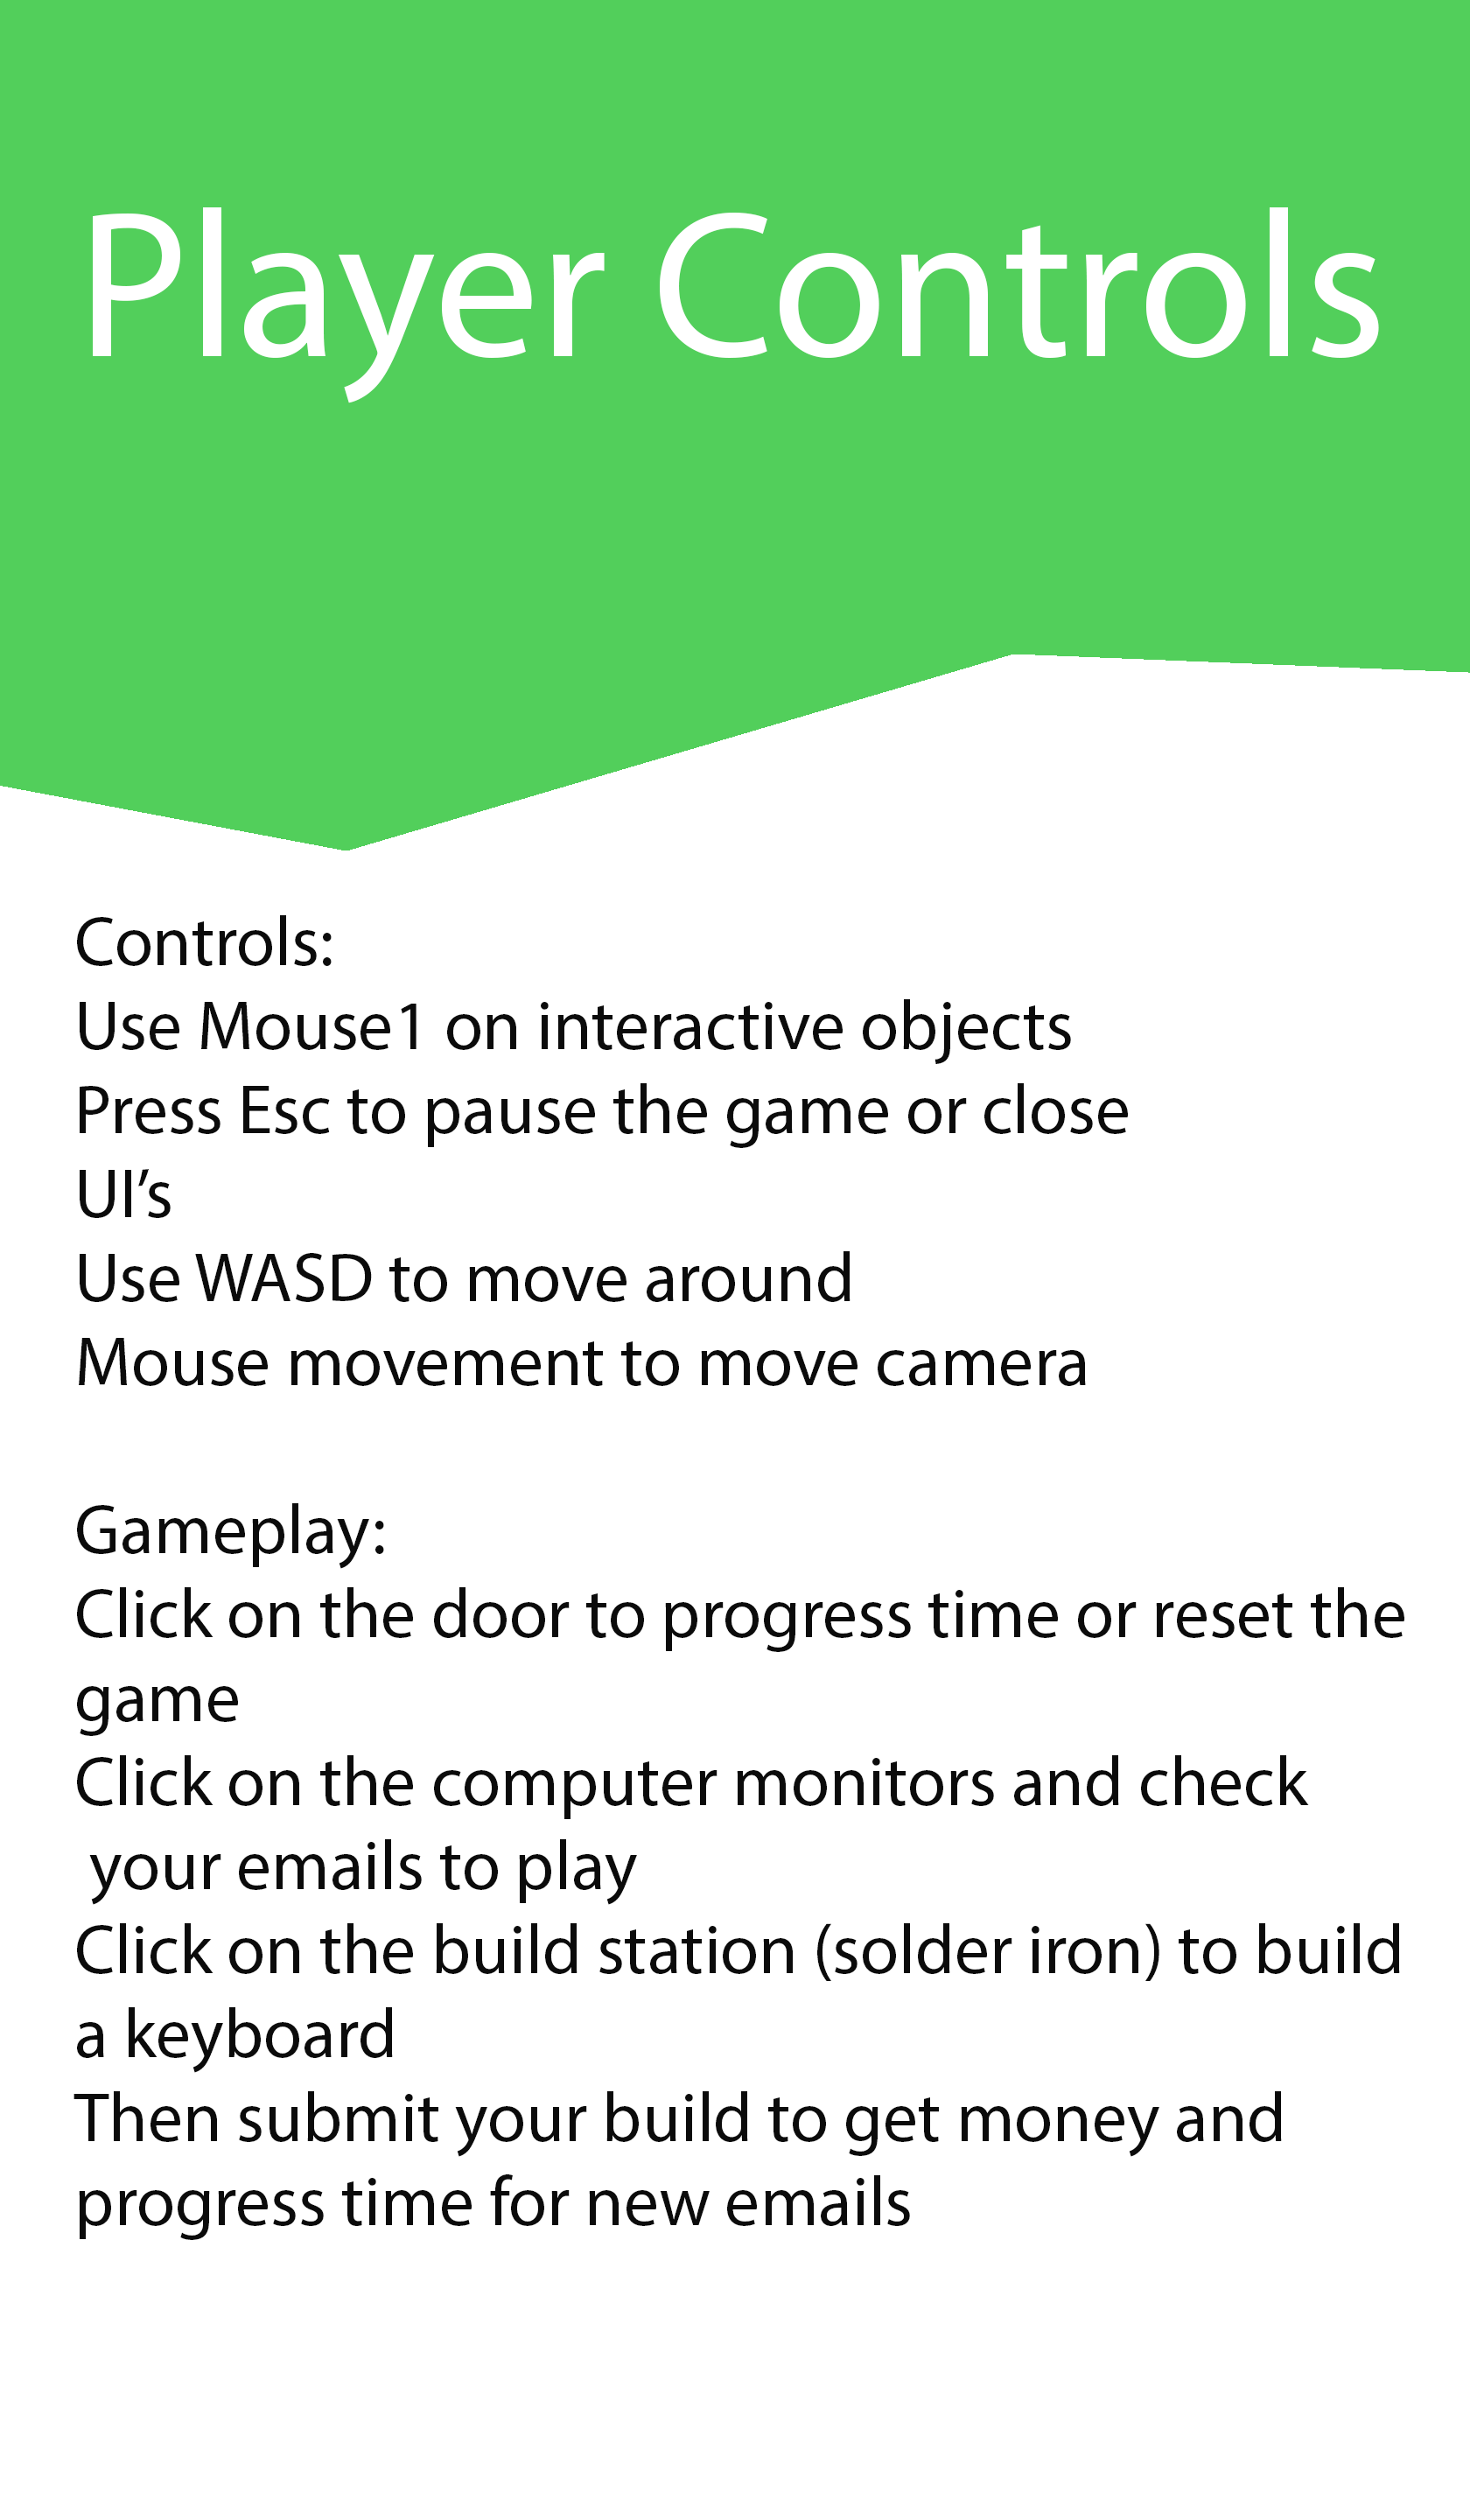 Player Controls
Controls:
Use Mouse1 on interactive objects
Press Esc to pause the game or close
UI’s
Use WASD to move around
Mouse movement to move camera
Gameplay:
Click on the door to progress time or reset the
game
Click on the computer monitors and check
your emails to play
Click on the build station (solder iron) to build
a keyboard
Then submit your build to get money and
progress time for new emails